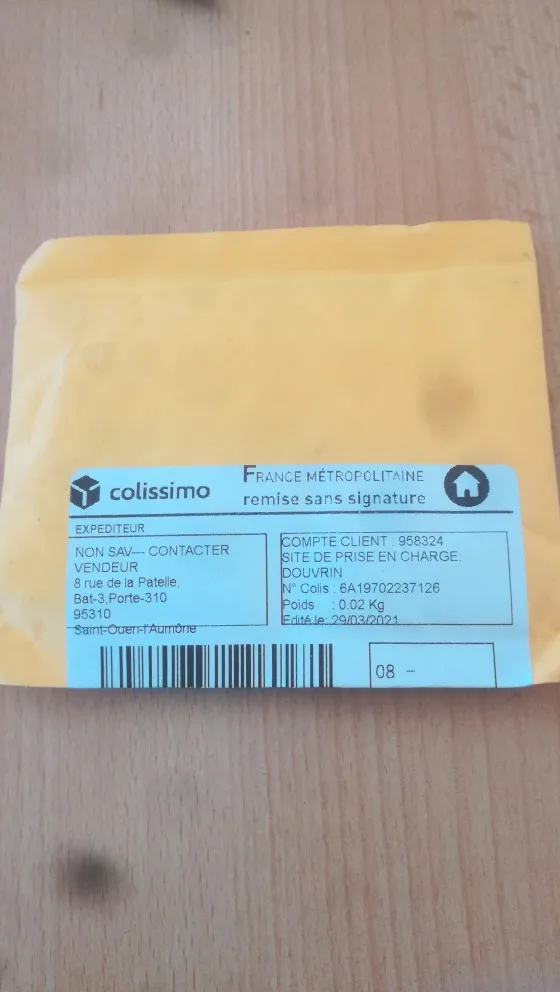 colissimo
FRANCE MÉTROPOLITAINE
remise sans signature
EXPEDITEUR
NON SAV--- CONTACTER
VENDEUR
8 rue de la Patelle,
Bat-3,Porte-310
95310
Saint-Ouen-l'Aumône
COMPTE CLIENT : 958324
SITE DE PRISE EN CHARGE:
DOUVRIN
N° Colis : 6A19702237126
Poids : 0.02 Kg
Edité le: 29/03/2021
08 -